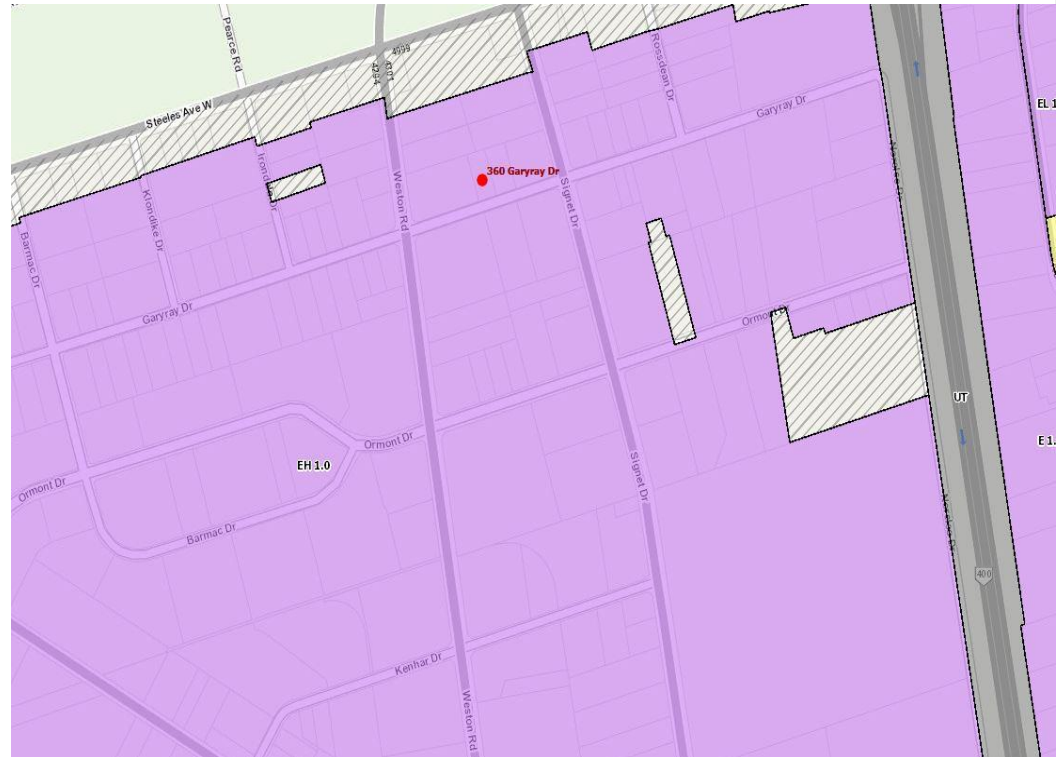 Pearce Rd
4999
4301
4294
Steeles Ave W
Rossdean Dr
Garyray Dr
EL 1
360 Garyray Dr
Signet Dr
Klondike Dr
Barmac Dr
Weston Rd
Garyray Dr
Ormont Dr
UT
Ormont Dr
EH 1.0
E 1.
Signet Dr
Ormont Dr
Barmac Dr
400
Kenhar Dr
Weston Rd